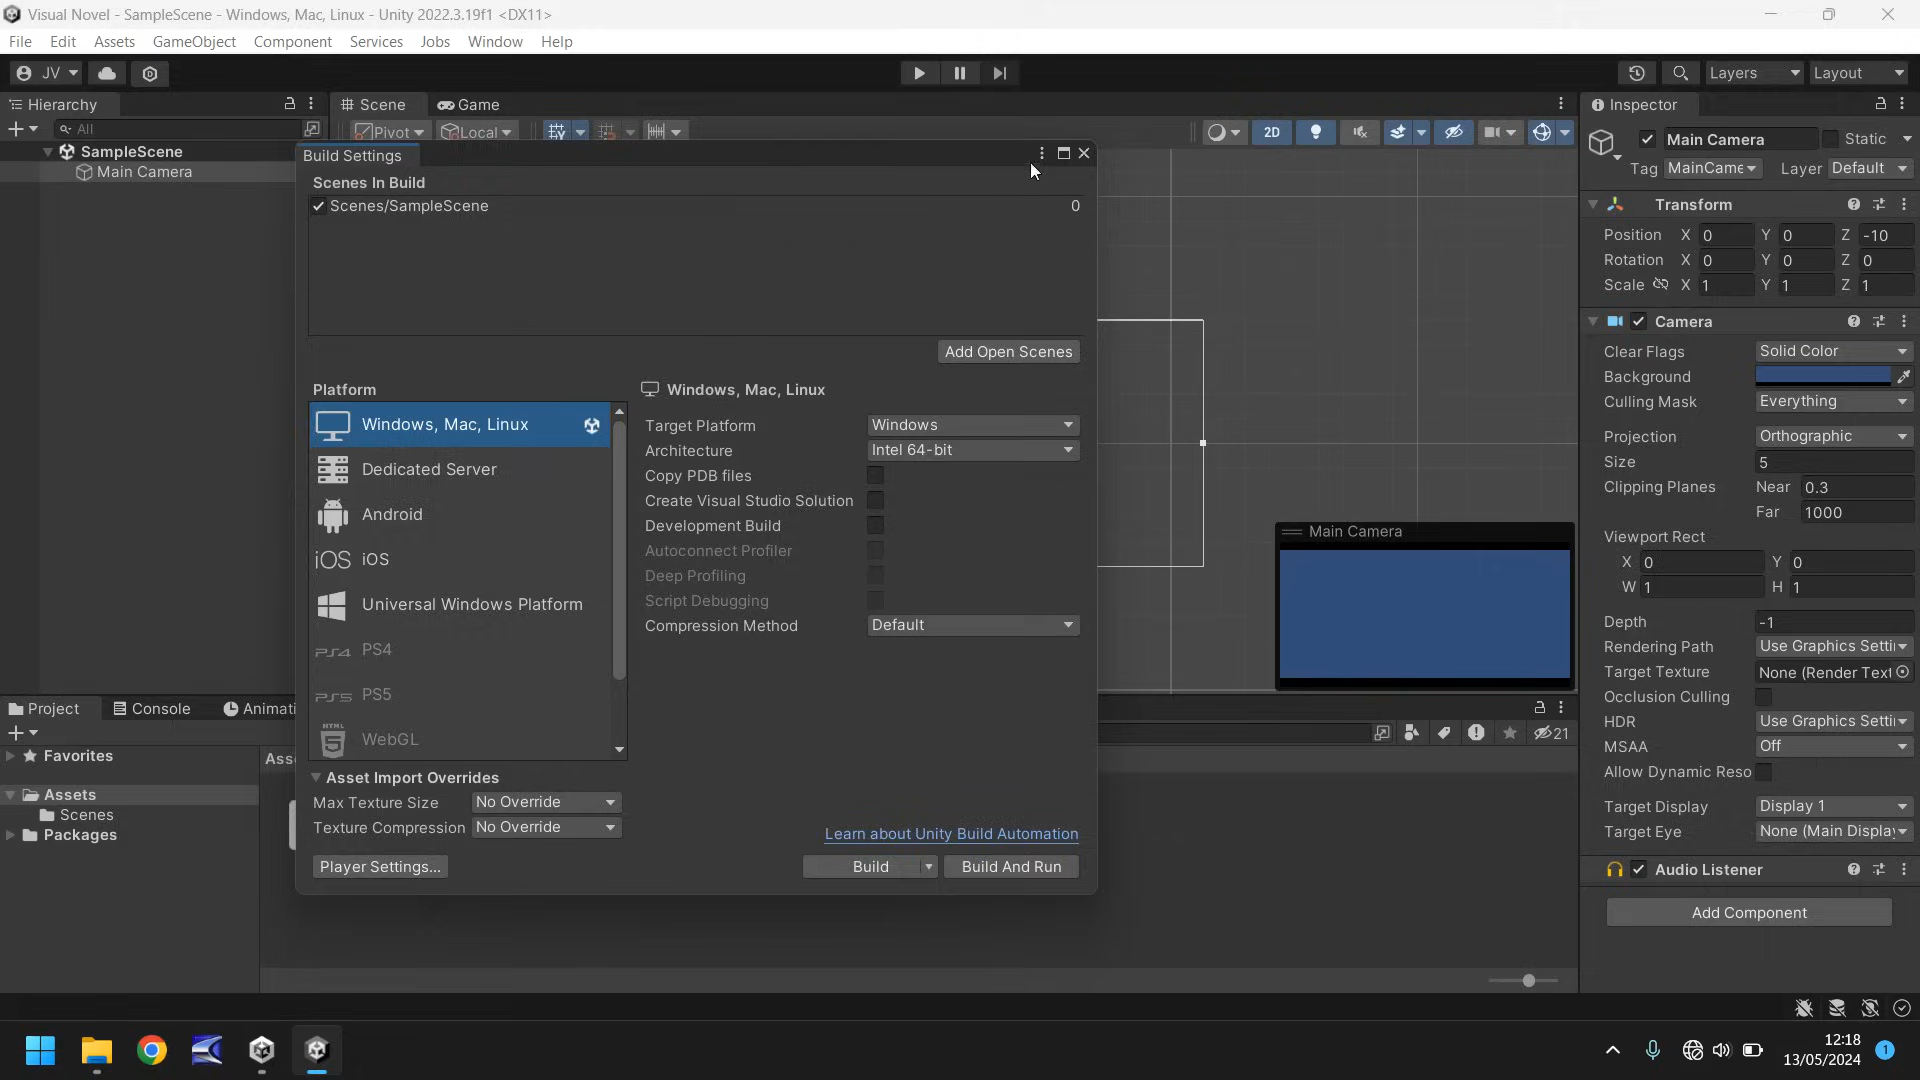 Visual Novel - SampleScene - Windows, Mac, Linux - Unity 2022.3.19f1 <DX11>
File Edit Assets GameObject Component Services Jobs Window Help
JV Layers Layout
Hierarchy
All
SampleScene
Main Camera
Scene Game
Pivot Local 2D
Build Settings
Scenes In Build
Scenes/SampleScene 0
Add Open Scenes
Platform
Windows, Mac, Linux
Dedicated Server
Android
iOS iOS
Universal Windows Platform
PS4 PS4
PS5 PS5
HTML 5 WebGL
Windows, Mac, Linux
Target Platform Windows
Architecture Intel 64-bit
Copy PDB files
Create Visual Studio Solution
Development Build
Autoconnect Profiler
Deep Profiling
Script Debugging
Compression Method Default
Asset Import Overrides
Max Texture Size No Override
Texture Compression No Override
Learn about Unity Build Automation
Player Settings... Build Build And Run
Main Camera
Project Console Animati
Favorites
Assets
Scenes
Packages
Ass
21
Inspector
Main Camera Static
Tag MainCame Layer Default
Transform
Position X 0 Y 0 Z -10
Rotation X 0 Y 0 Z 0
Scale X 1 Y 1 Z 1
Camera
Clear Flags Solid Color
Background
Culling Mask Everything
Projection Orthographic
Size 5
Clipping Planes Near 0.3
Far 1000
Viewport Rect
X 0 Y 0
W 1 H 1
Depth -1
Rendering Path Use Graphics Settin
Target Texture None (Render Text
Occlusion Culling
HDR Use Graphics Settin
MSAA Off
Allow Dynamic Reso
Target Display Display 1
Target Eye None (Main Display
Audio Listener
Add Component
12:18
13/05/2024 1